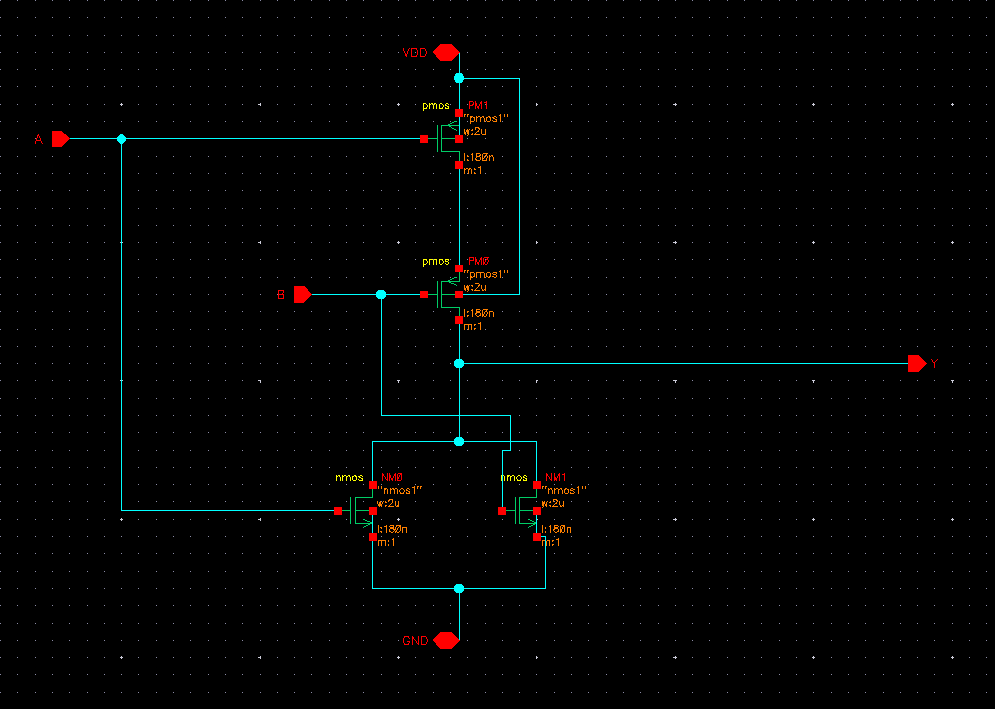 VDD
pmos PM1
"pmos1"
w:2u
l:180n
m:1
A
pmos PM0
"pmos1"
w:2u
l:180n
m:1
B
Y
nmos NM0
"nmos1"
w:2u
l:180n
m:1
nmos NM1
"nmos1"
w:2u
l:180n
m:1
GND